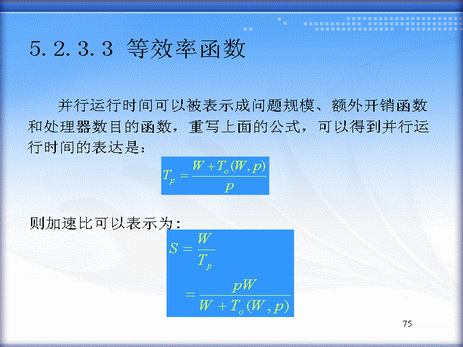 5.2.3.3 等效率函数
并行运行时间可以被表示成问题规模、额外开销函数
和处理器数目的函数，重写上面的公式，可以得到并行运
行时间的表达是：
T_p = \frac{W+T_o(W,p)}{p}
则加速比可以表示为:
S = \frac{W}{T_p}
= \frac{pW}{W+T_o(W,p)}
75